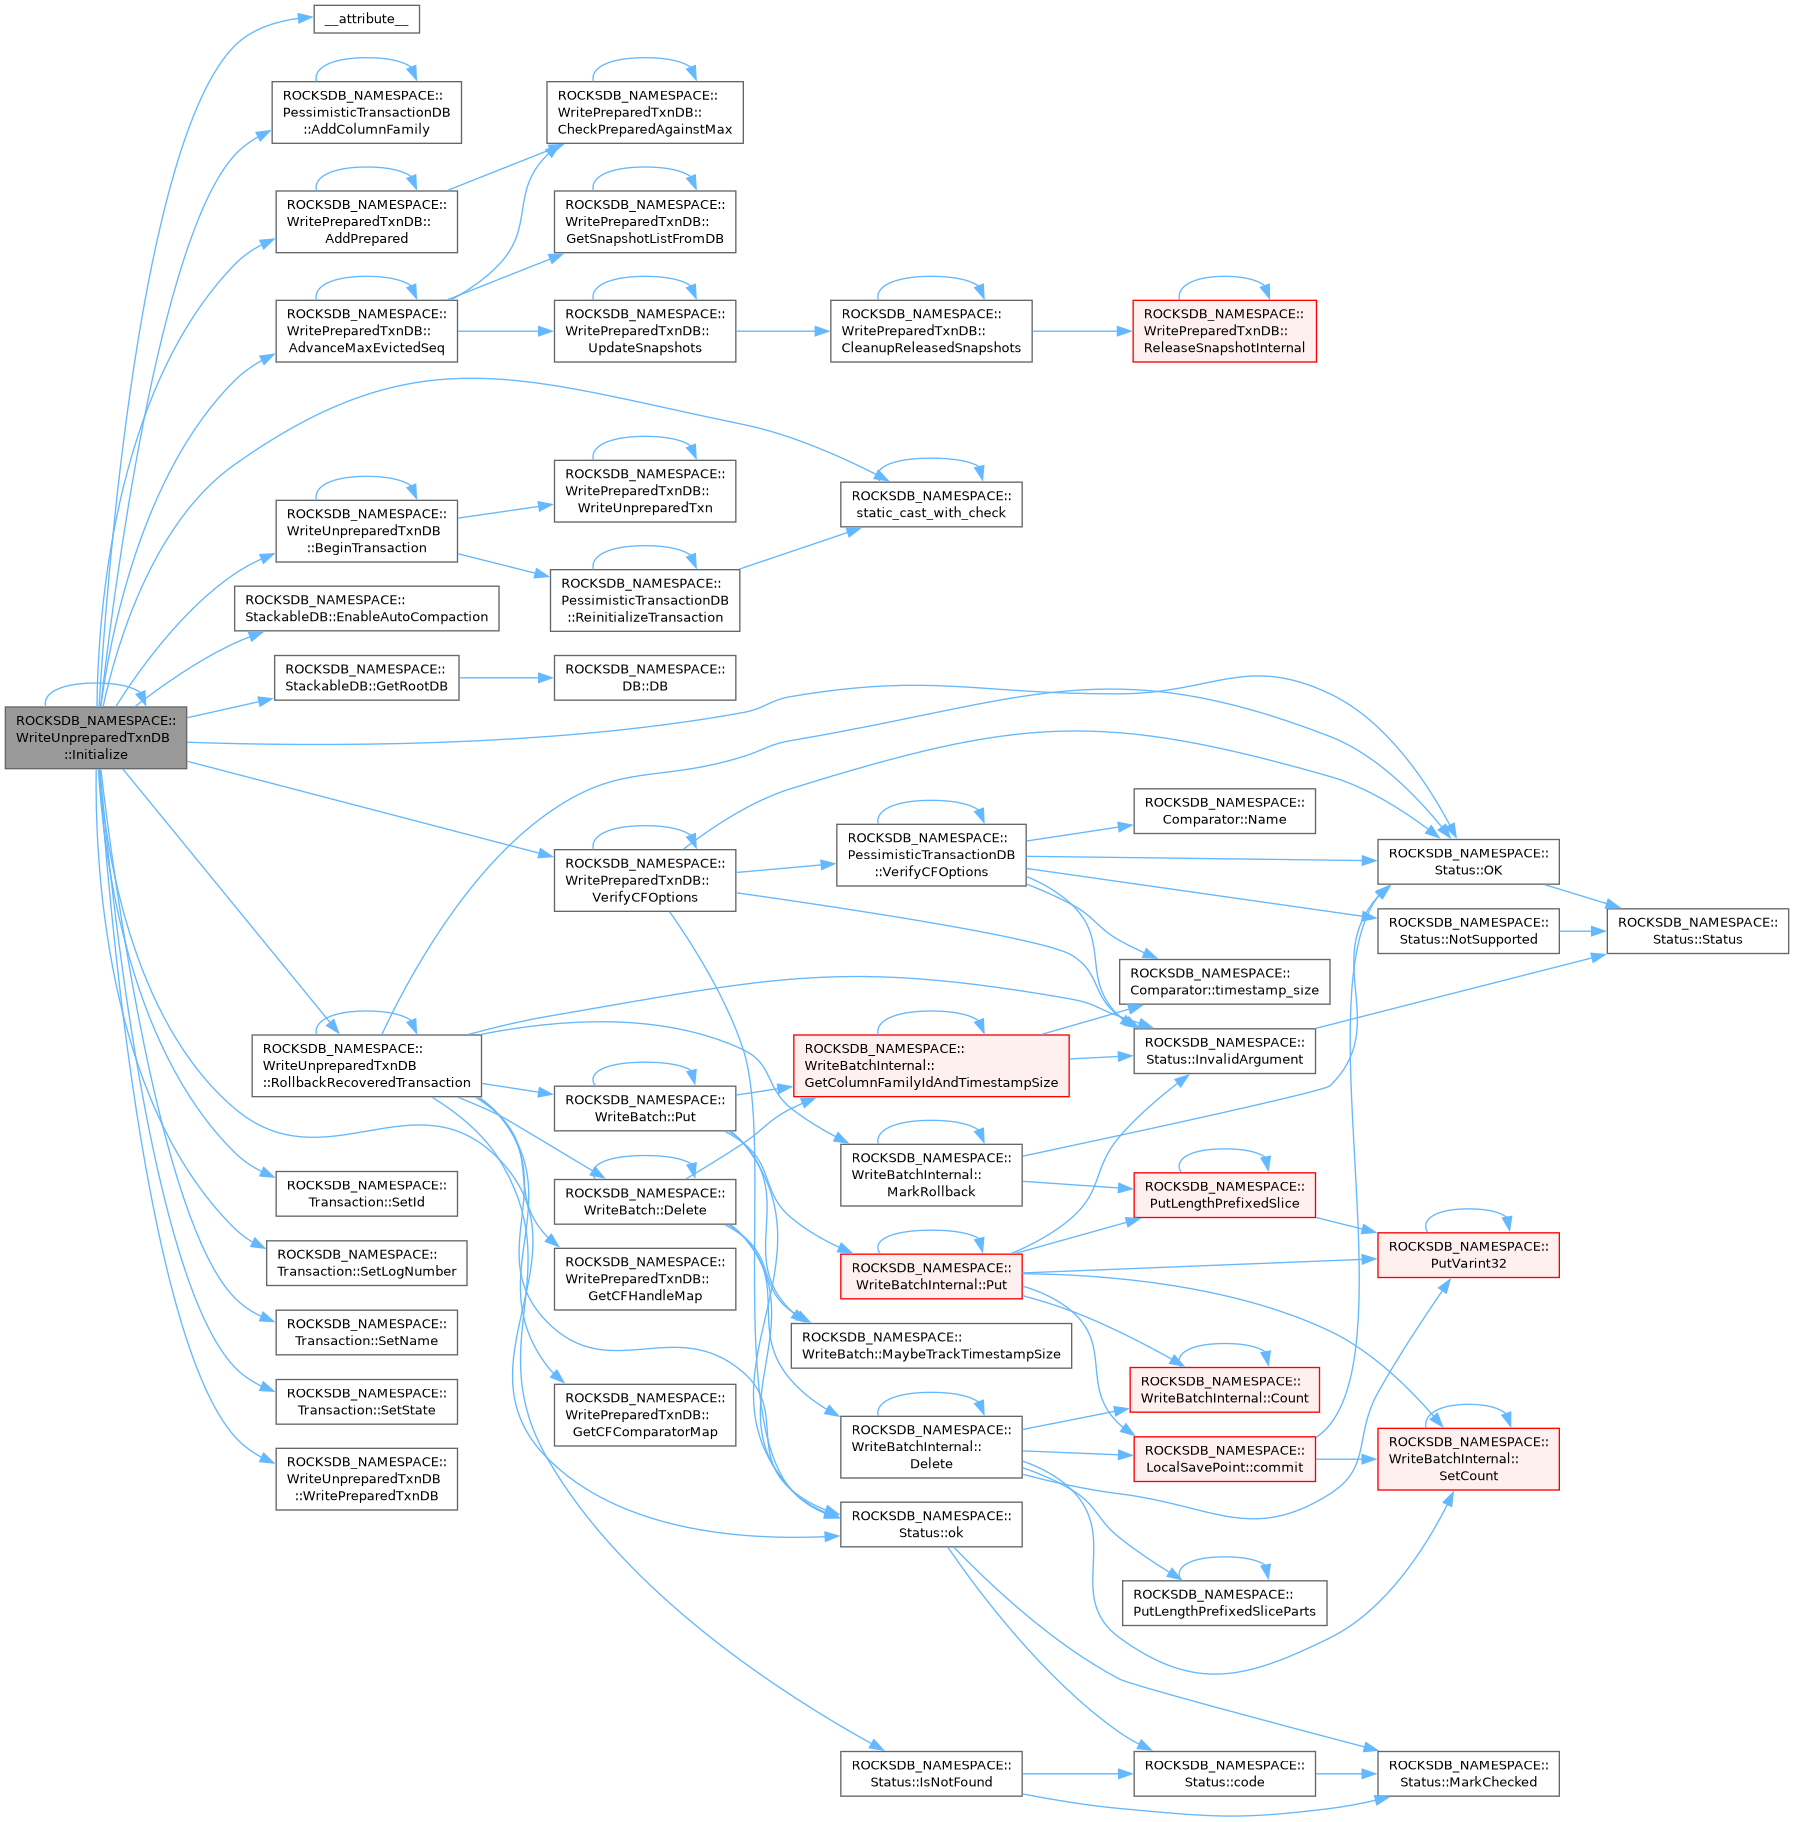 __attribute__
ROCKSDB_NAMESPACE::
PessimisticTransactionDB
::AddColumnFamily
ROCKSDB_NAMESPACE::
WritePreparedTxnDB::
CheckPreparedAgainstMax
ROCKSDB_NAMESPACE::
WritePreparedTxnDB::
AddPrepared
ROCKSDB_NAMESPACE::
WritePreparedTxnDB::
GetSnapshotListFromDB
ROCKSDB_NAMESPACE::
WritePreparedTxnDB::
AdvanceMaxEvictedSeq
ROCKSDB_NAMESPACE::
WritePreparedTxnDB::
UpdateSnapshots
ROCKSDB_NAMESPACE::
WritePreparedTxnDB::
CleanupReleasedSnapshots
ROCKSDB_NAMESPACE::
WritePreparedTxnDB::
ReleaseSnapshotInternal
ROCKSDB_NAMESPACE::
WritePreparedTxnDB::
WriteUnpreparedTxn
ROCKSDB_NAMESPACE::
static_cast_with_check
ROCKSDB_NAMESPACE::
WriteUnpreparedTxnDB
::BeginTransaction
ROCKSDB_NAMESPACE::
PessimisticTransactionDB
::ReinitializeTransaction
ROCKSDB_NAMESPACE::
StackableDB::EnableAutoCompaction
ROCKSDB_NAMESPACE::
StackableDB::GetRootDB
ROCKSDB_NAMESPACE::
DB::DB
ROCKSDB_NAMESPACE::
WriteUnpreparedTxnDB
::Initialize
ROCKSDB_NAMESPACE::
Comparator::Name
ROCKSDB_NAMESPACE::
PessimisticTransactionDB
::VerifyCFOptions
ROCKSDB_NAMESPACE::
WritePreparedTxnDB::
VerifyCFOptions
ROCKSDB_NAMESPACE::
Status::OK
ROCKSDB_NAMESPACE::
Status::NotSupported
ROCKSDB_NAMESPACE::
Status::Status
ROCKSDB_NAMESPACE::
Comparator::timestamp_size
ROCKSDB_NAMESPACE::
Status::InvalidArgument
ROCKSDB_NAMESPACE::
WriteUnpreparedTxnDB
::RollbackRecoveredTransaction
ROCKSDB_NAMESPACE::
WriteBatchInternal::
GetColumnFamilyIdAndTimestampSize
ROCKSDB_NAMESPACE::
WriteBatch::Put
ROCKSDB_NAMESPACE::
WriteBatchInternal::
MarkRollback
ROCKSDB_NAMESPACE::
Transaction::SetId
ROCKSDB_NAMESPACE::
WriteBatch::Delete
ROCKSDB_NAMESPACE::
PutLengthPrefixedSlice
ROCKSDB_NAMESPACE::
Transaction::SetLogNumber
ROCKSDB_NAMESPACE::
WritePreparedTxnDB::
GetCFHandleMap
ROCKSDB_NAMESPACE::
WriteBatchInternal::Put
ROCKSDB_NAMESPACE::
PutVarint32
ROCKSDB_NAMESPACE::
Transaction::SetName
ROCKSDB_NAMESPACE::
WriteBatch::MaybeTrackTimestampSize
ROCKSDB_NAMESPACE::
Transaction::SetState
ROCKSDB_NAMESPACE::
WritePreparedTxnDB::
GetCFComparatorMap
ROCKSDB_NAMESPACE::
WriteBatchInternal::Count
ROCKSDB_NAMESPACE::
WriteBatchInternal::
Delete
ROCKSDB_NAMESPACE::
LocalSavePoint::commit
ROCKSDB_NAMESPACE::
WriteBatchInternal::
SetCount
ROCKSDB_NAMESPACE::
WriteUnpreparedTxnDB
::WritePreparedTxnDB
ROCKSDB_NAMESPACE::
Status::ok
ROCKSDB_NAMESPACE::
PutLengthPrefixedSliceParts
ROCKSDB_NAMESPACE::
Status::IsNotFound
ROCKSDB_NAMESPACE::
Status::code
ROCKSDB_NAMESPACE::
Status::MarkChecked